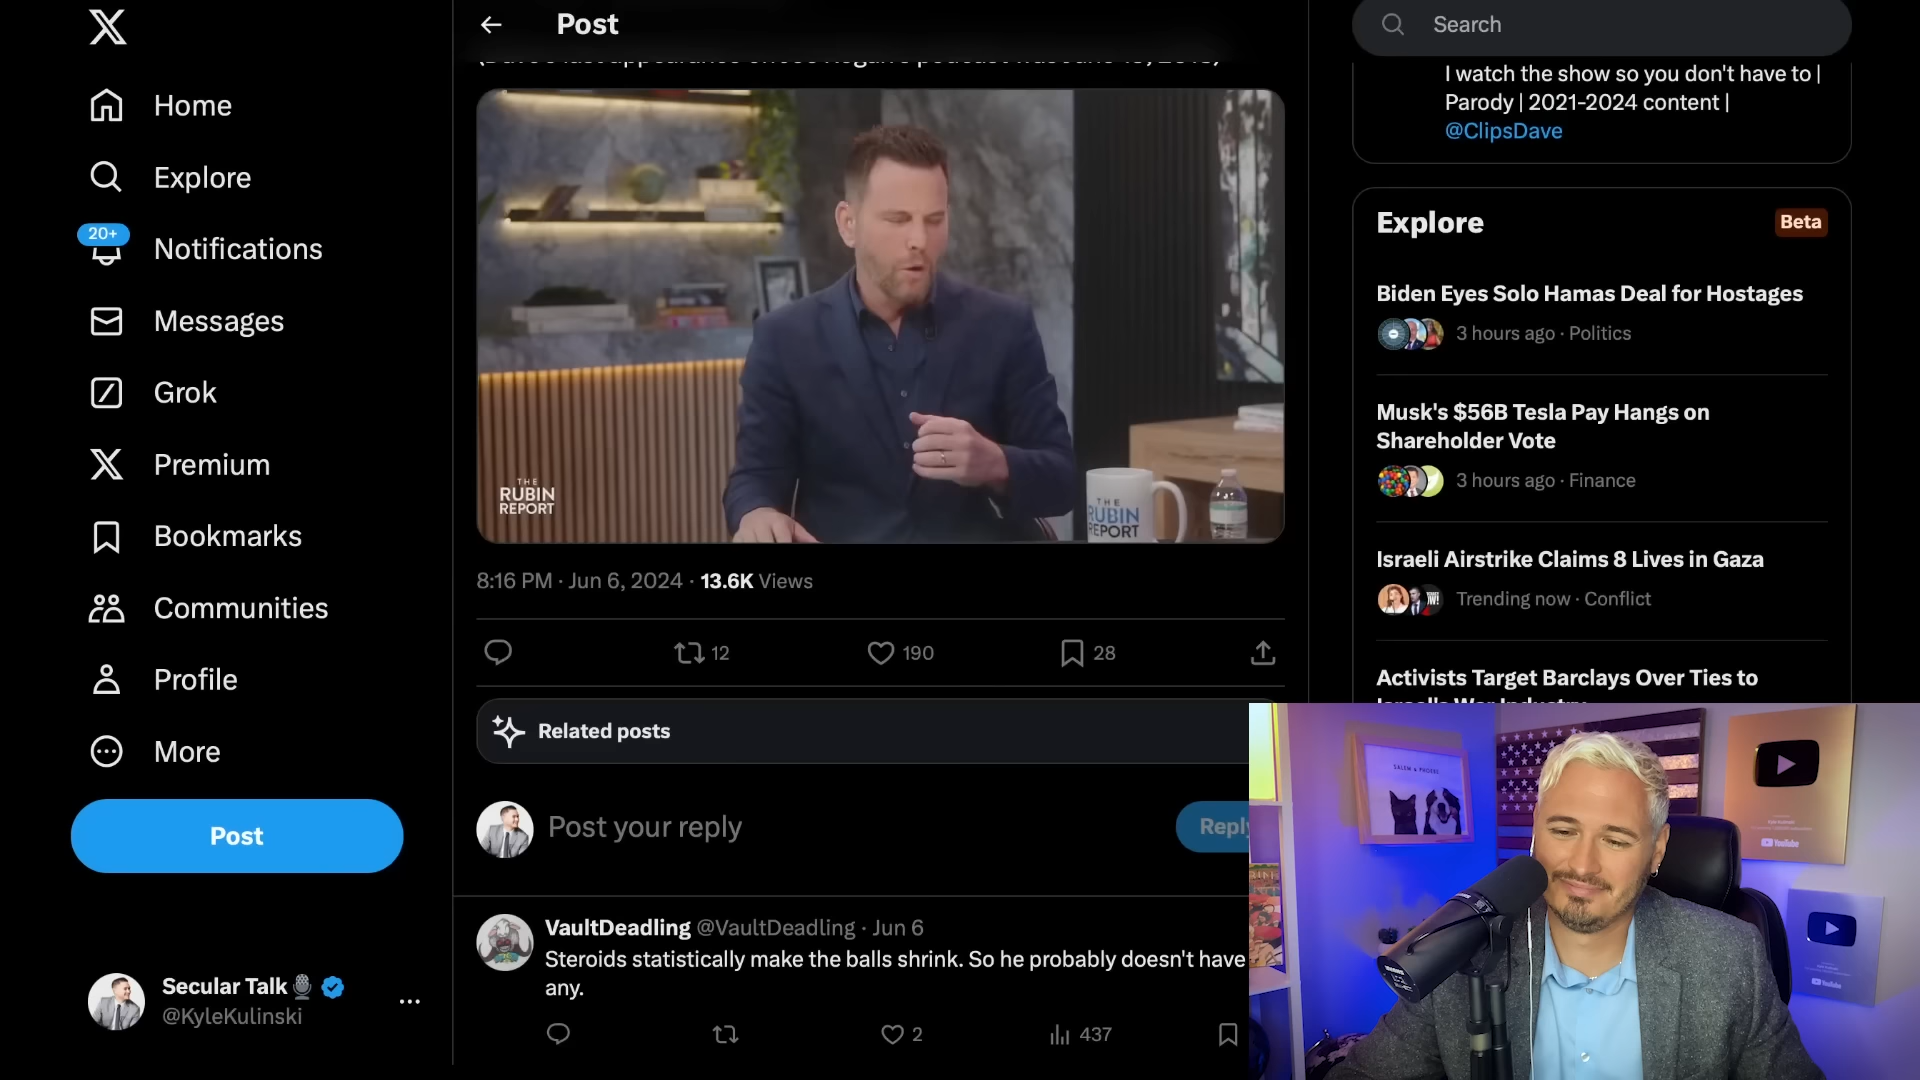 Post
Search
Home
Explore
20+
Notifications
Messages
Grok
Premium
Bookmarks
Communities
Profile
More
Post
Secular Talk
@KyleKulinski
THE
RUBIN
REPORT
THE
RUBIN
REPORT
8:16 PM · Jun 6, 2024 · 13.6K Views
12
190
28
Related posts
Post your reply
Reply
VaultDeadling @VaultDeadling · Jun 6
Steroids statistically make the balls shrink. So he probably doesn't have
any.
2
437
I watch the show so you don't have to |
Parody | 2021-2024 content |
@ClipsDave
Explore
Beta
Biden Eyes Solo Hamas Deal for Hostages
3 hours ago · Politics
Musk's $56B Tesla Pay Hangs on
Shareholder Vote
3 hours ago · Finance
Israeli Airstrike Claims 8 Lives in Gaza
Trending now · Conflict
Activists Target Barclays Over Ties to
SALEM & PHOEBE
YouTube
YouTube